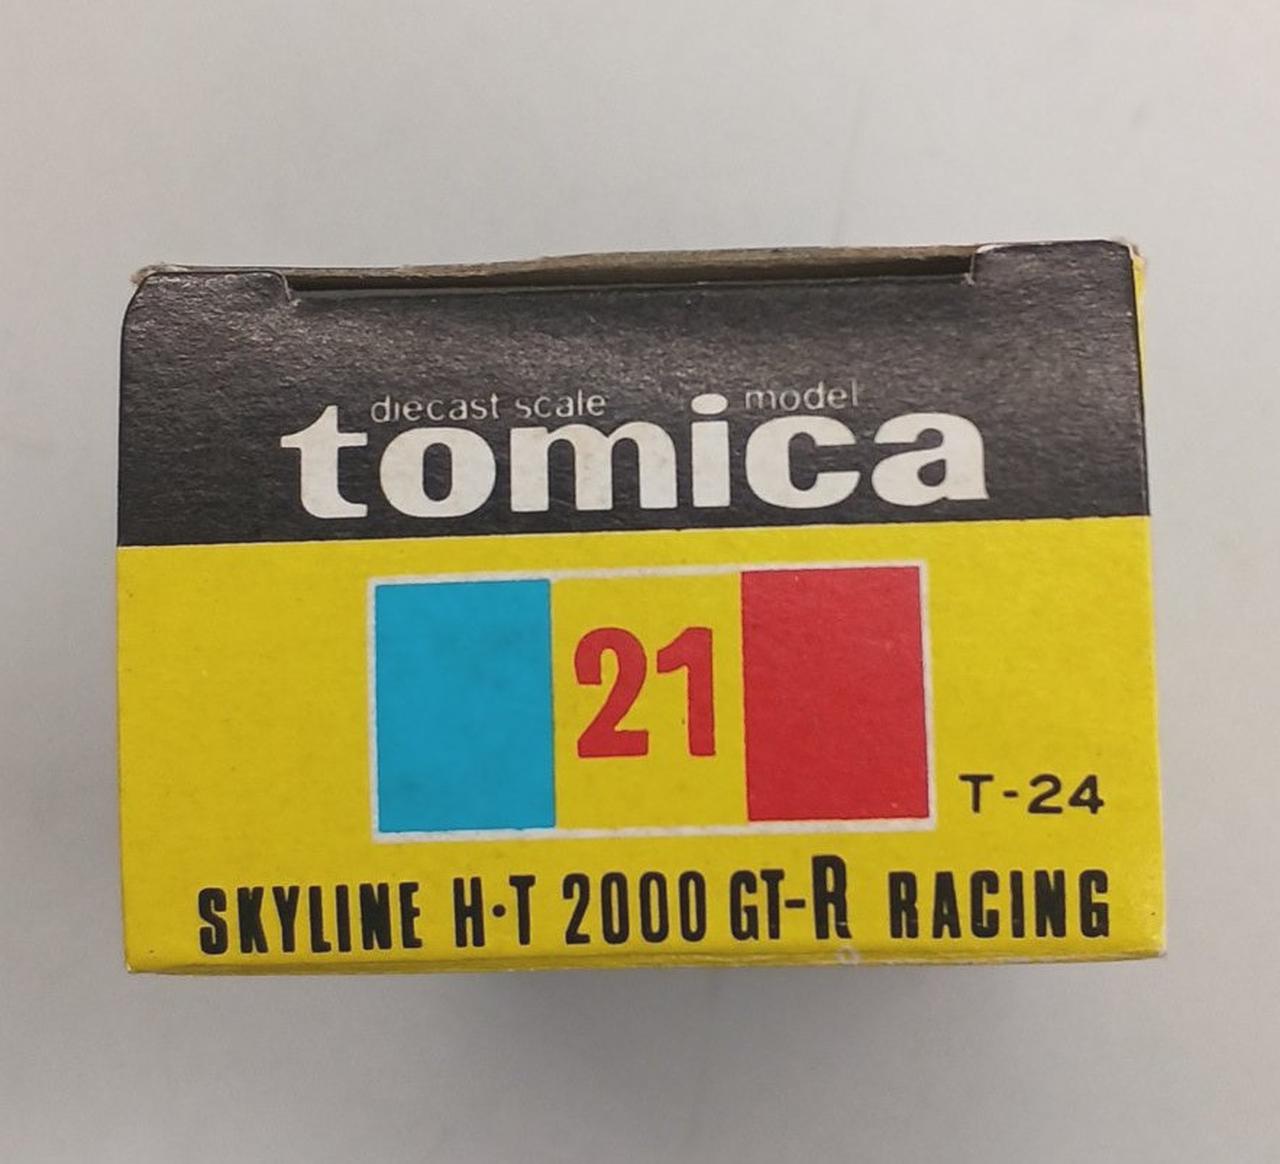 diecast scale model
tomica
21
T-24
SKYLINE H·T 2000 GT-R RACING